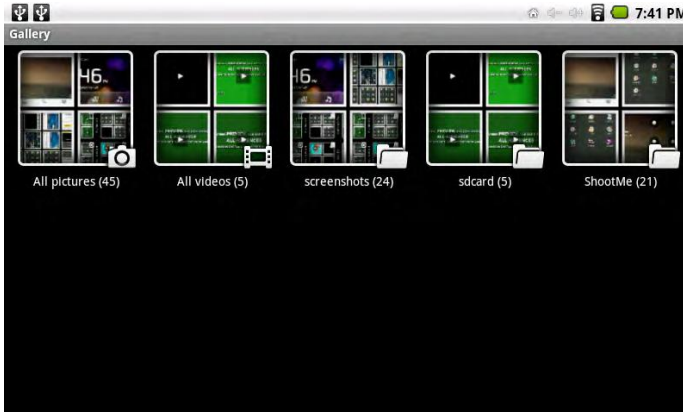 7:41 PM
Gallery
All pictures (45)
All videos (5)
screenshots (24)
sdcard (5)
ShootMe (21)